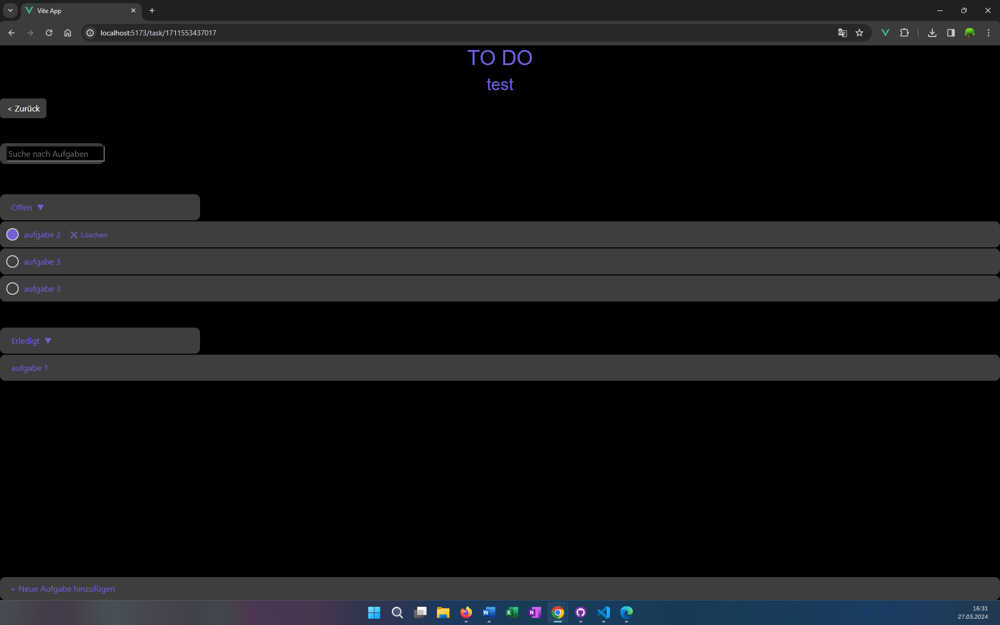 Vite App
localhost:5173/task/1711553437017
TO DO
test
< Zurück
Suche nach Aufgaben
Offen ▼
aufgabe 2 ✕ Löschen
aufgabe 3
aufgabe 3
Erledigt ▼
aufgabe 1
+ Neue Aufgabe hinzufügen
16:31
27.03.2024